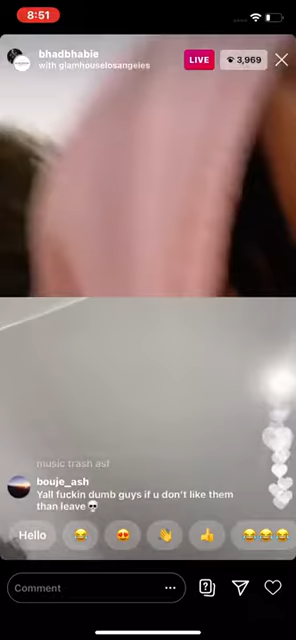 8:51
bhadbhabie
with glamhouselosangeles
LIVE
3,969
music trash asf
bouje_ash
Yall fuckin dumb guys if u don't like them
than leave💀
Hello
Comment